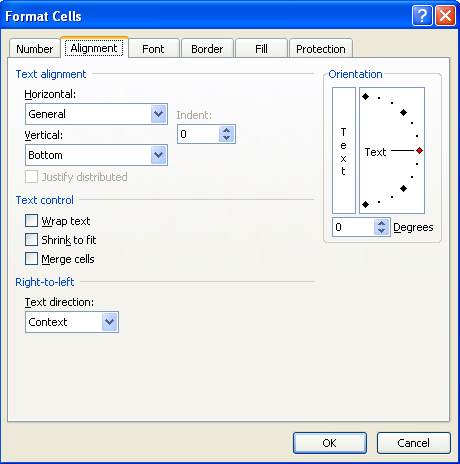 Format Cells
Number Alignment Font Border Fill Protection
Text alignment
Horizontal:
General
Indent:
Vertical:
0
Bottom
Justify distributed
Text control
Wrap text
Shrink to fit
Merge cells
Right-to-left
Text direction:
Context
Orientation
Text
Text
0 Degrees
OK Cancel